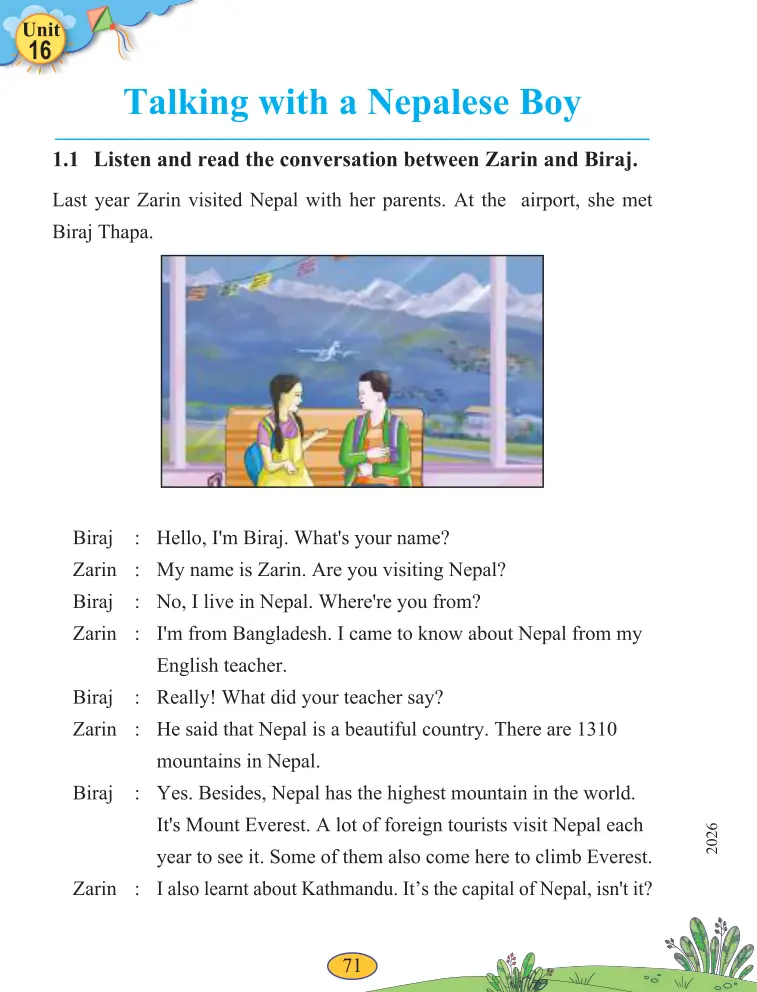 Unit
16
Talking with a Nepalese Boy
1.1 Listen and read the conversation between Zarin and Biraj.
Last year Zarin visited Nepal with her parents. At the airport, she met
Biraj Thapa.
Biraj : Hello, I'm Biraj. What's your name?
Zarin : My name is Zarin. Are you visiting Nepal?
Biraj : No, I live in Nepal. Where're you from?
Zarin : I'm from Bangladesh. I came to know about Nepal from my
English teacher.
Biraj : Really! What did your teacher say?
Zarin : He said that Nepal is a beautiful country. There are 1310
mountains in Nepal.
Biraj : Yes. Besides, Nepal has the highest mountain in the world.
It's Mount Everest. A lot of foreign tourists visit Nepal each
year to see it. Some of them also come here to climb Everest.
Zarin : I also learnt about Kathmandu. It’s the capital of Nepal, isn't it?
2026
71